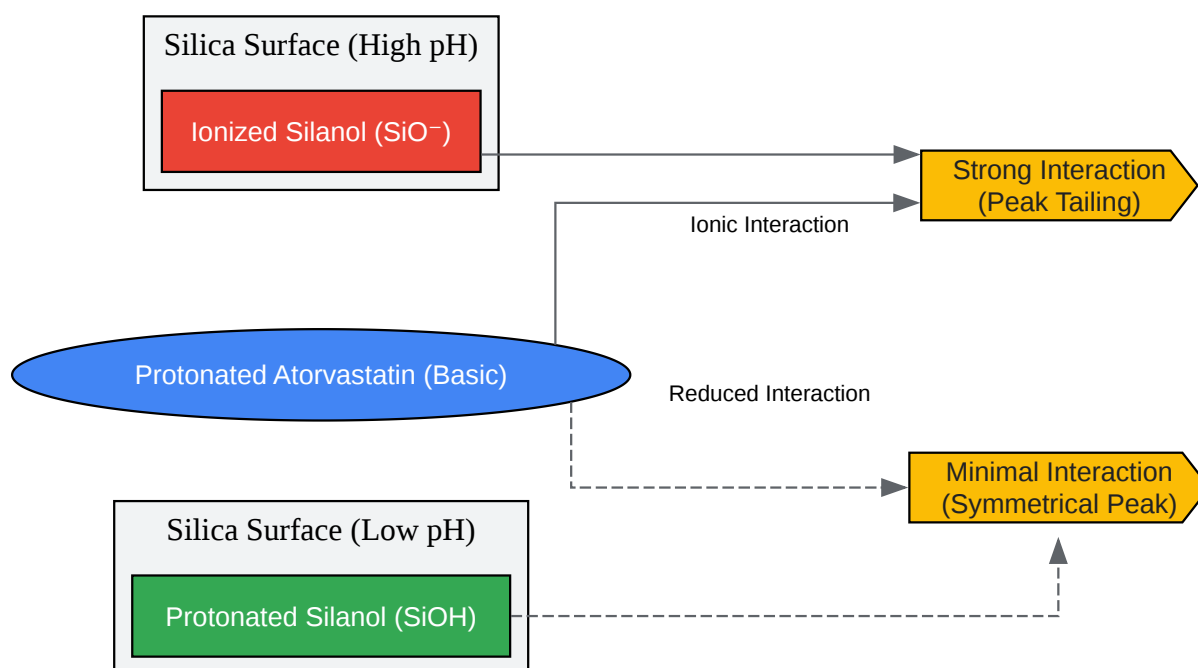 Silica Surface (High pH)
Ionized Silanol (SiO⁻)
Strong Interaction
(Peak Tailing)
Ionic Interaction
Protonated Atorvastatin (Basic)
Reduced Interaction
Minimal Interaction
(Symmetrical Peak)
Silica Surface (Low pH)
Protonated Silanol (SiOH)